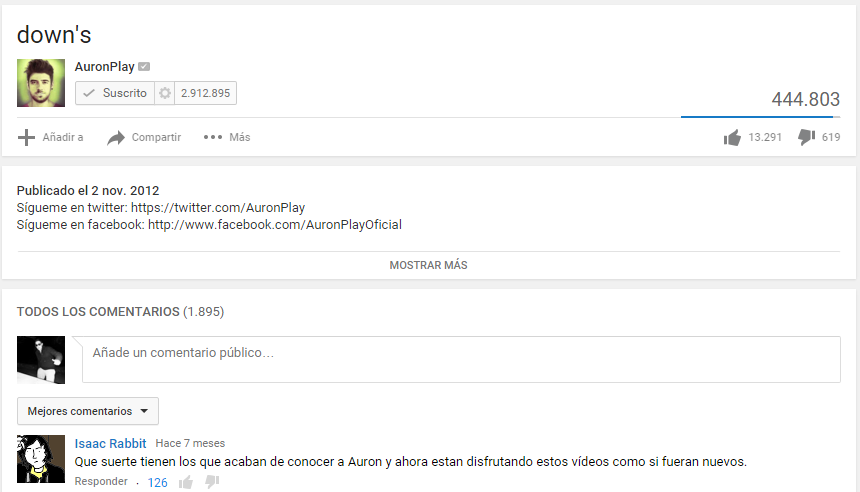 down's
AuronPlay
Suscrito 2.912.895
444.803
Añadir a Compartir Más 13.291 619
Publicado el 2 nov. 2012
Sígueme en twitter: https://twitter.com/AuronPlay
Sígueme en facebook: http://www.facebook.com/AuronPlayOficial
MOSTRAR MÁS
TODOS LOS COMENTARIOS (1.895)
Añade un comentario público…
Mejores comentarios
Isaac Rabbit Hace 7 meses
Que suerte tienen los que acaban de conocer a Auron y ahora estan disfrutando estos vídeos como si fueran nuevos.
Responder · 126